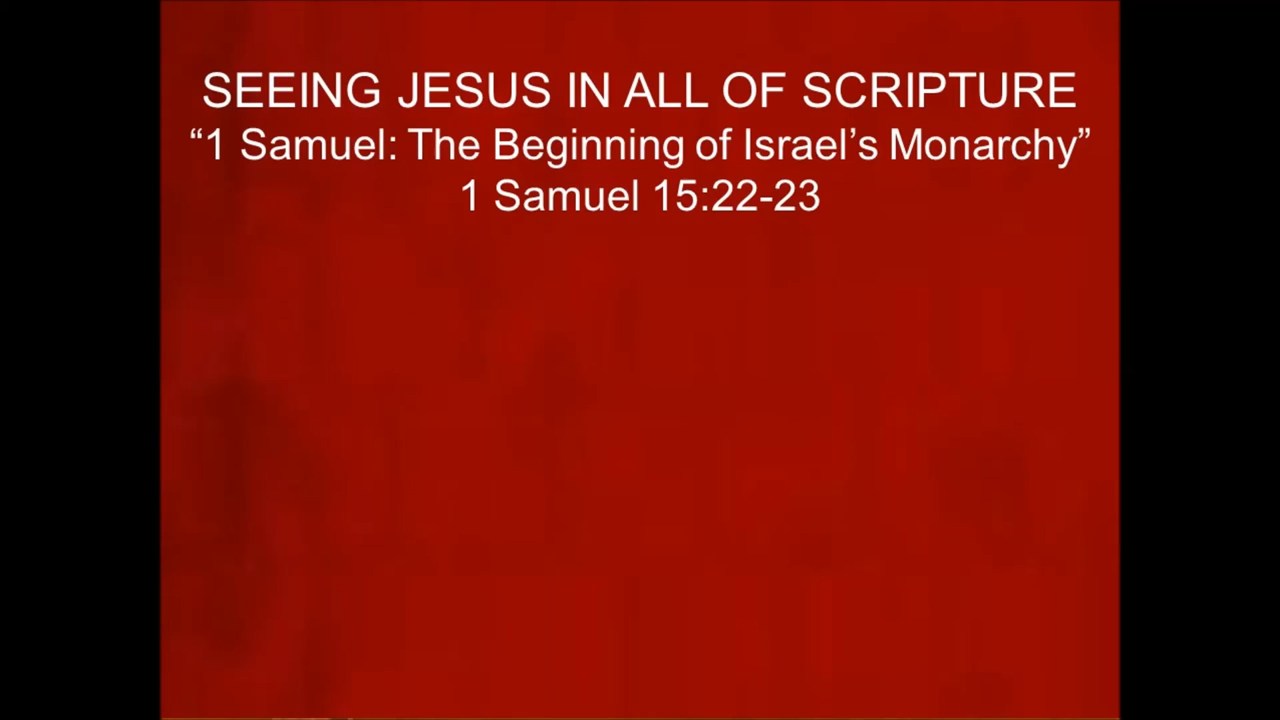 SEEING JESUS IN ALL OF SCRIPTURE
“1 Samuel: The Beginning of Israel’s Monarchy”
1 Samuel 15:22-23